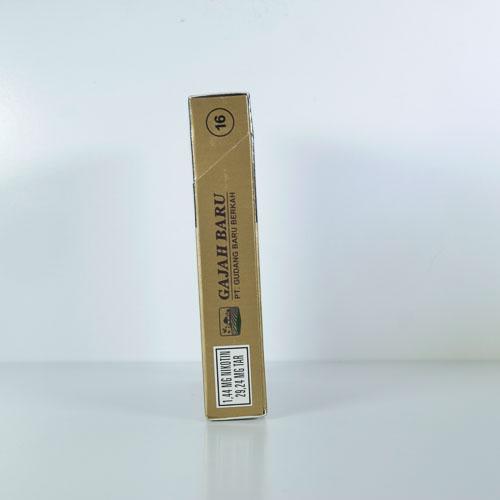 16
GAJAH BARU
PT. GUDANG BARU BERKAH
1,44 MG NIKOTIN
29,24 MG TAR